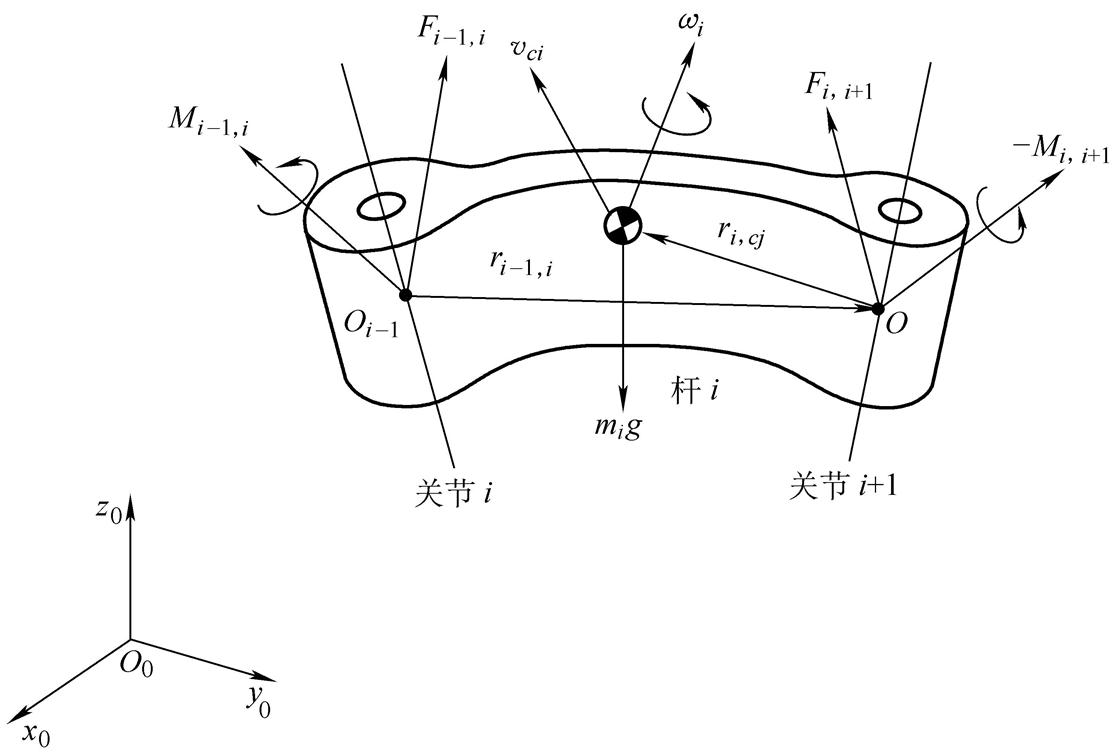 F_{i-1,i}
v_{ci}
ω_i
F_{i,i+1}
M_{i-1,i}
-M_{i,i+1}
r_{i,cj}
r_{i-1,i}
O_{i-1}
O
杆 i
m_i g
关节 i
关节 i+1
z_0
O_0
y_0
x_0